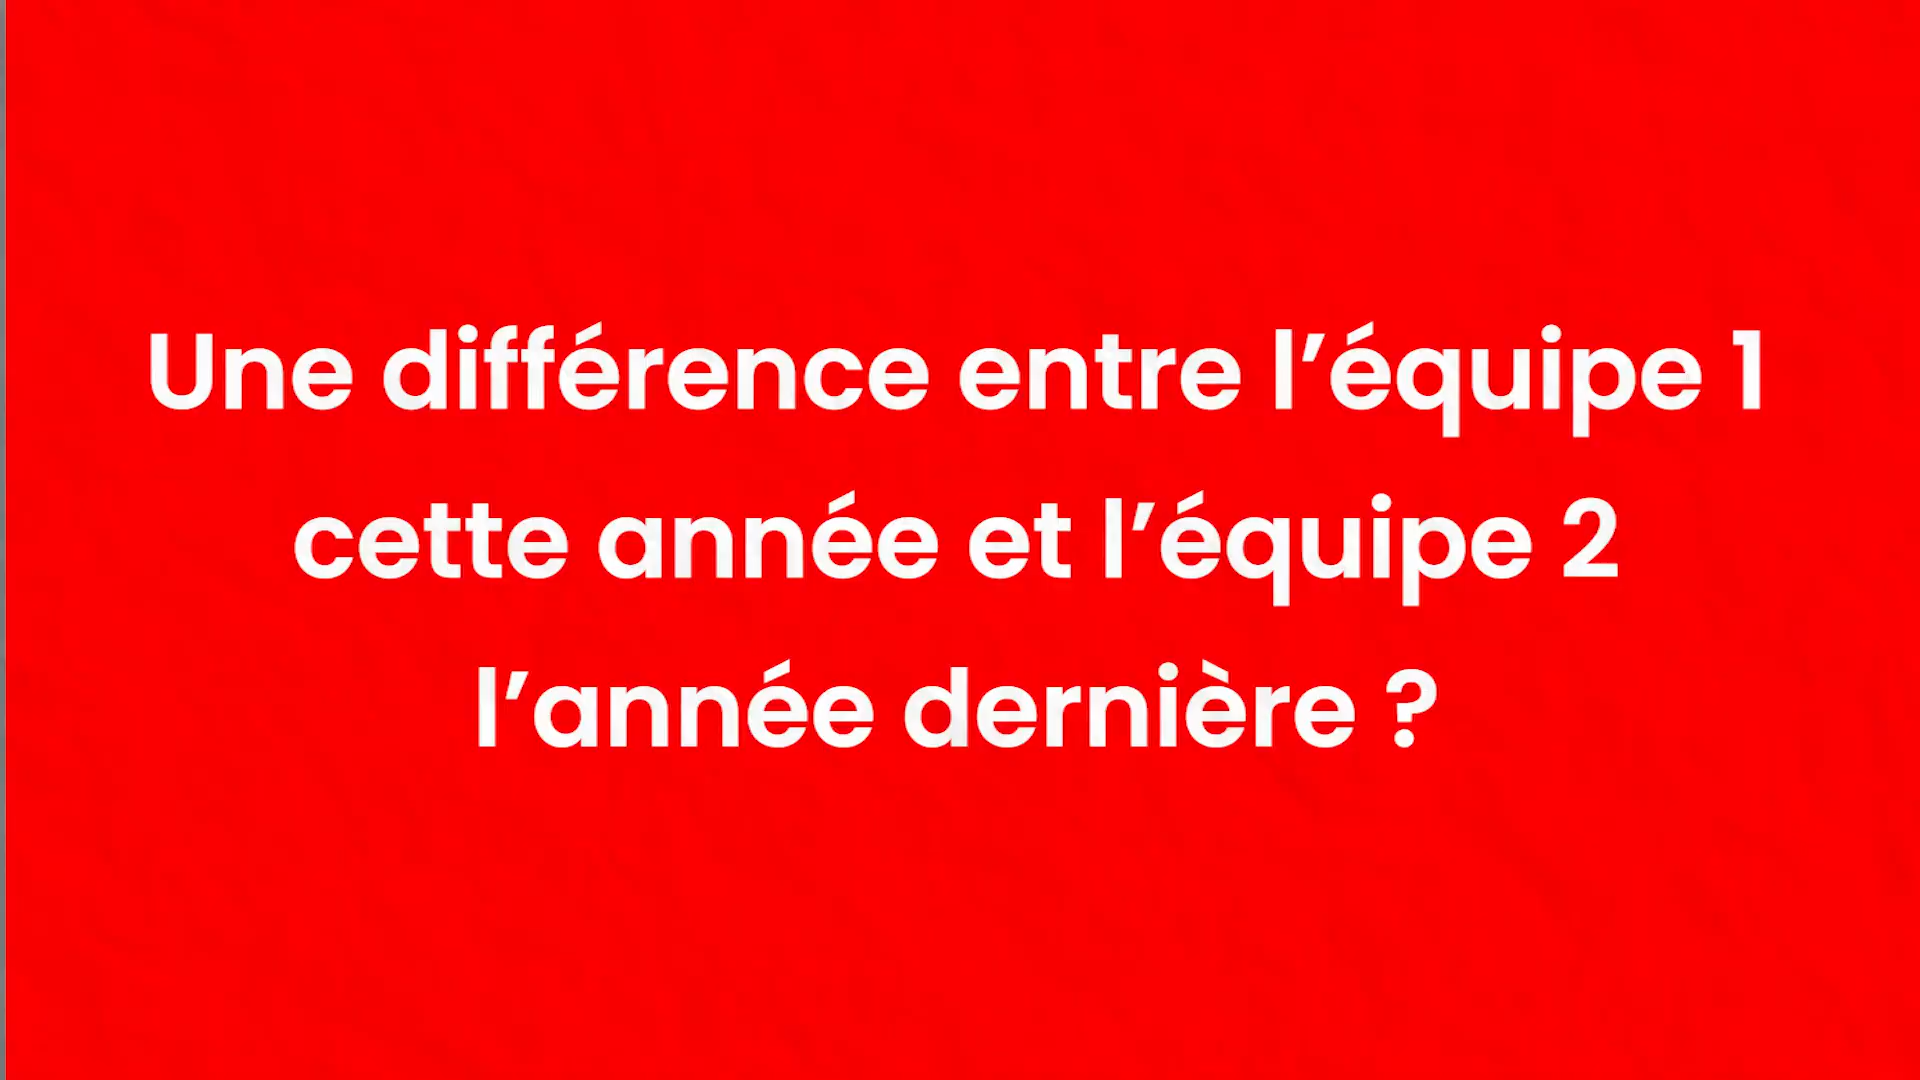 Une différence entre l’équipe 1
cette année et l’équipe 2
l’année dernière ?